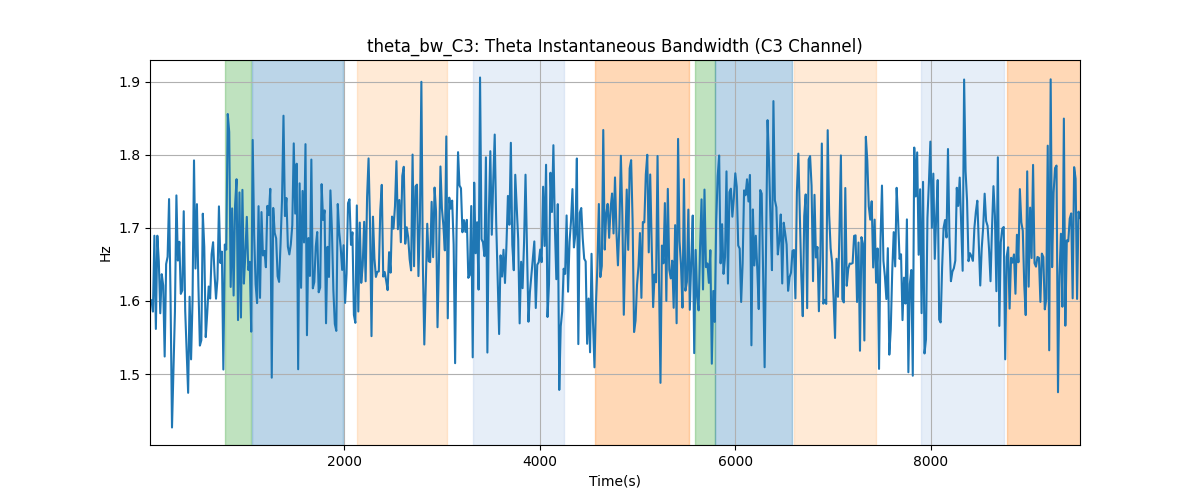 theta_bw_C3: Theta Instantaneous Bandwidth (C3 Channel)
1.9
1.8
1.7
1.6
1.5
Hz
2000 4000 6000 8000
Time(s)